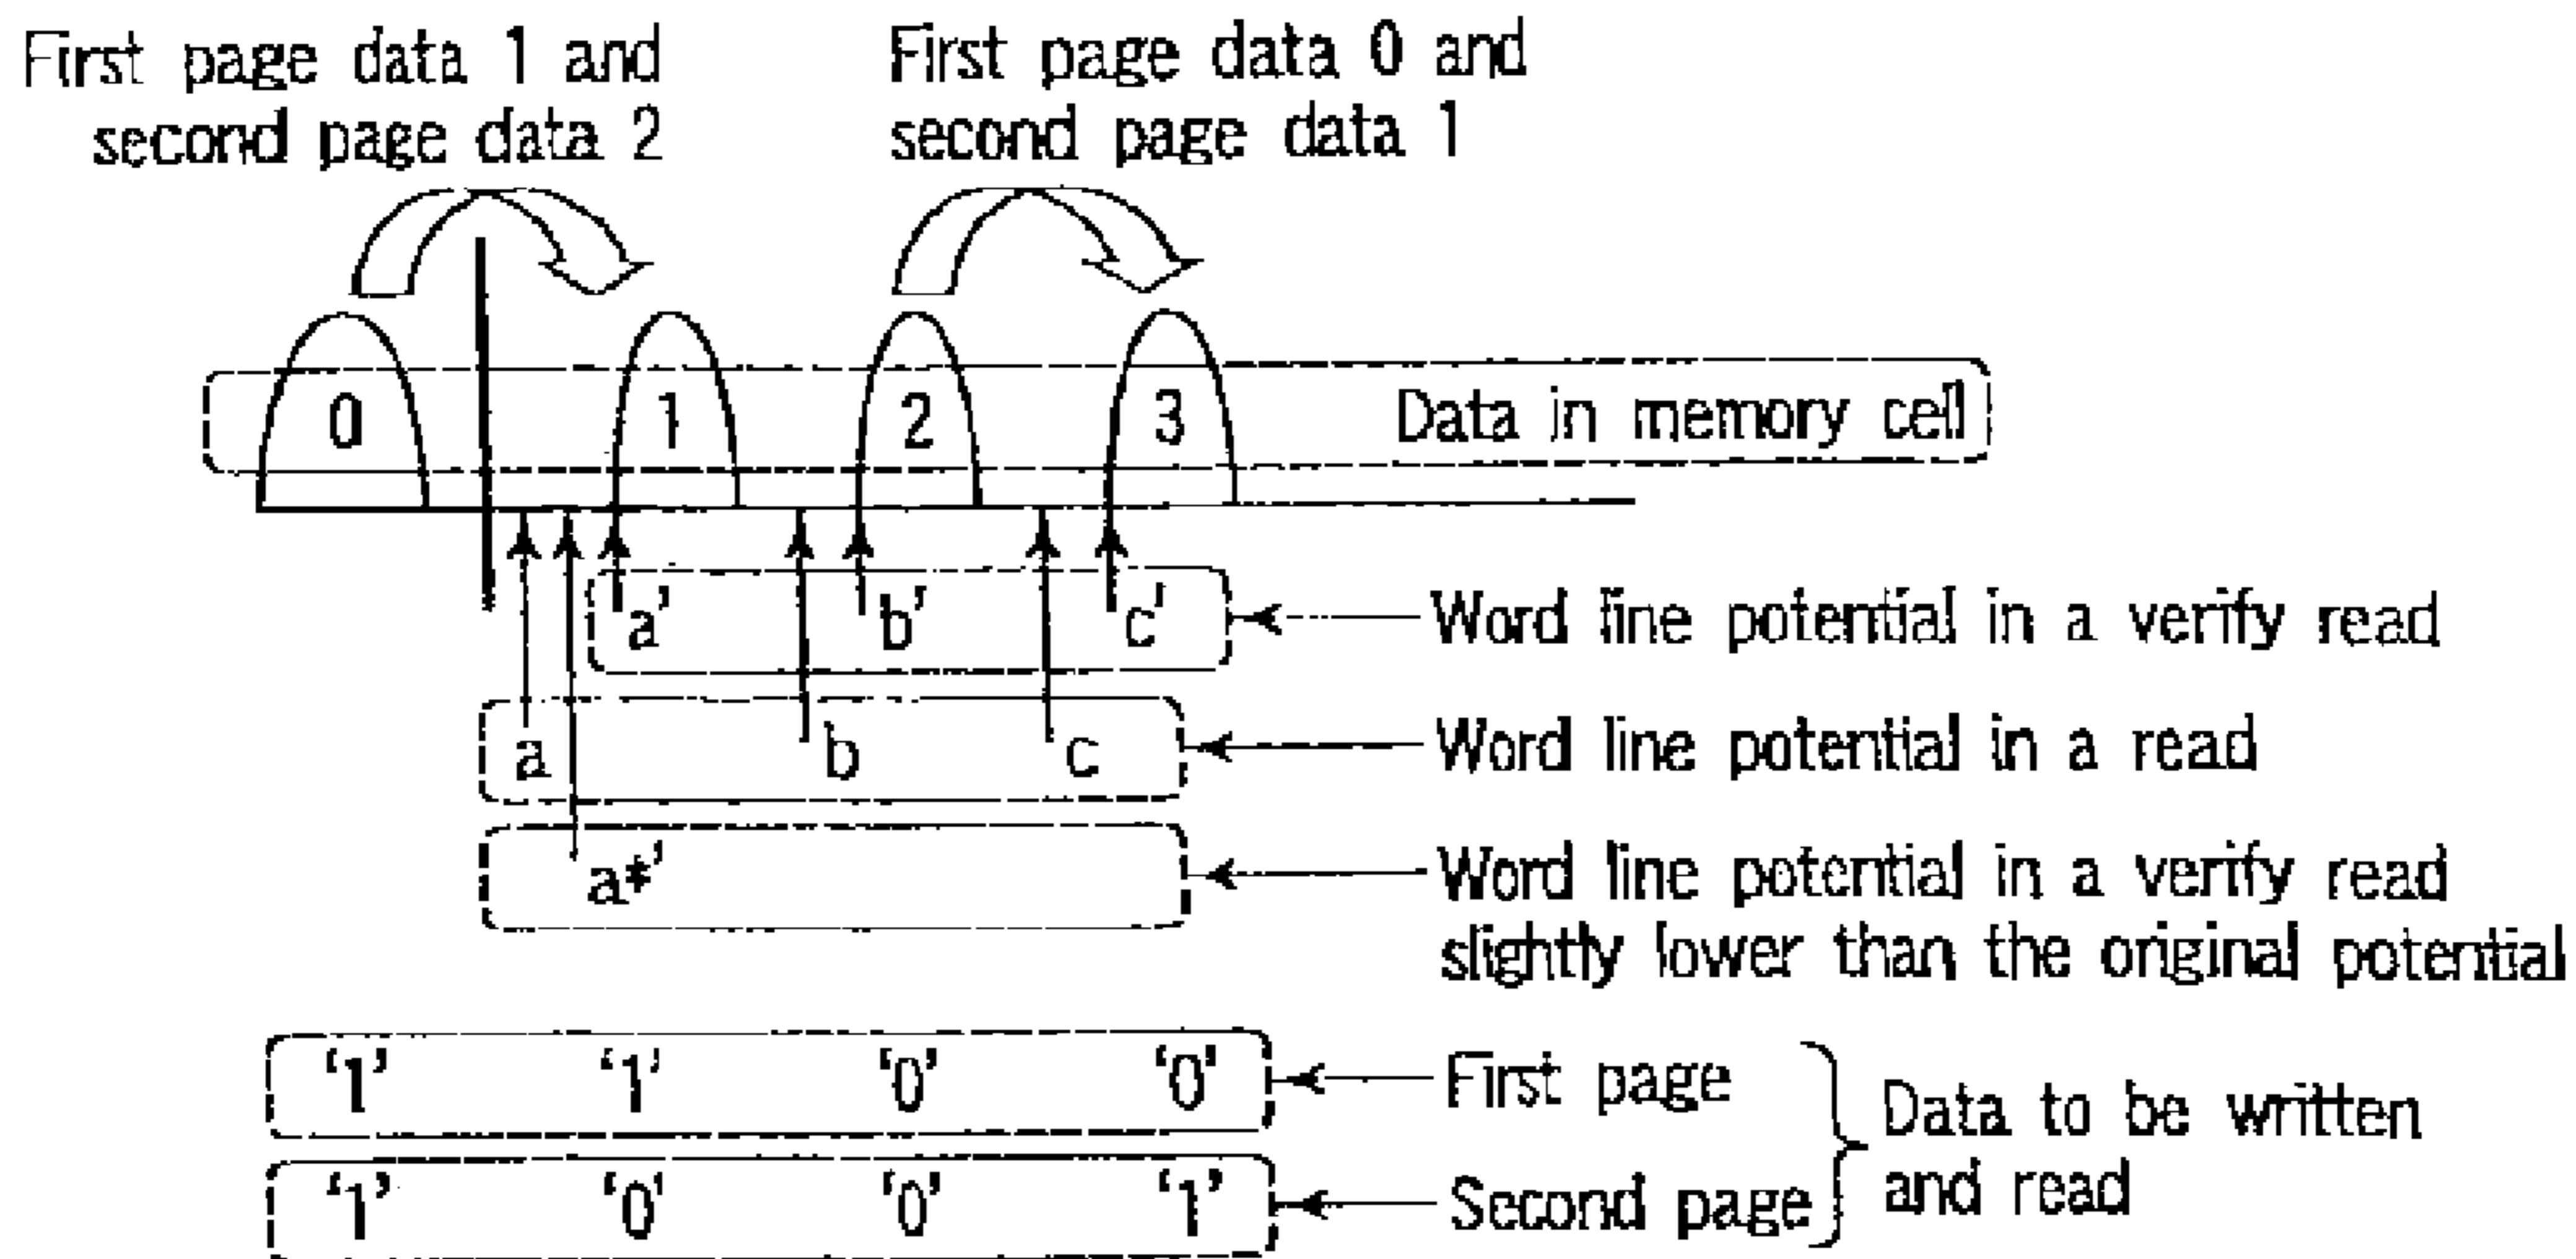 First page data 1 and
second page data 2
First page data 0 and
second page data 1
0 1 2 3 Data in memory cell
a' b' c' Word line potential in a verify read
a b c Word line potential in a read
a*' Word line potential in a verify read
slightly lower than the original potential
'1' '1' '0' '0' First page
'1' '0' '0' '1' Second page
Data to be written
and read